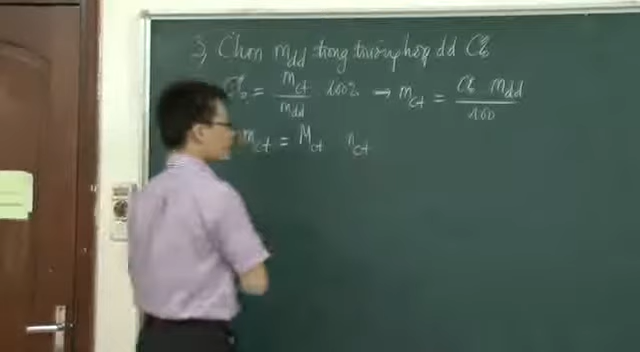 3, Chọn mdd trong trường hợp dd C%
C% = mct / mdd 100% → mct = C% mdd / 100
mct = Mct nct